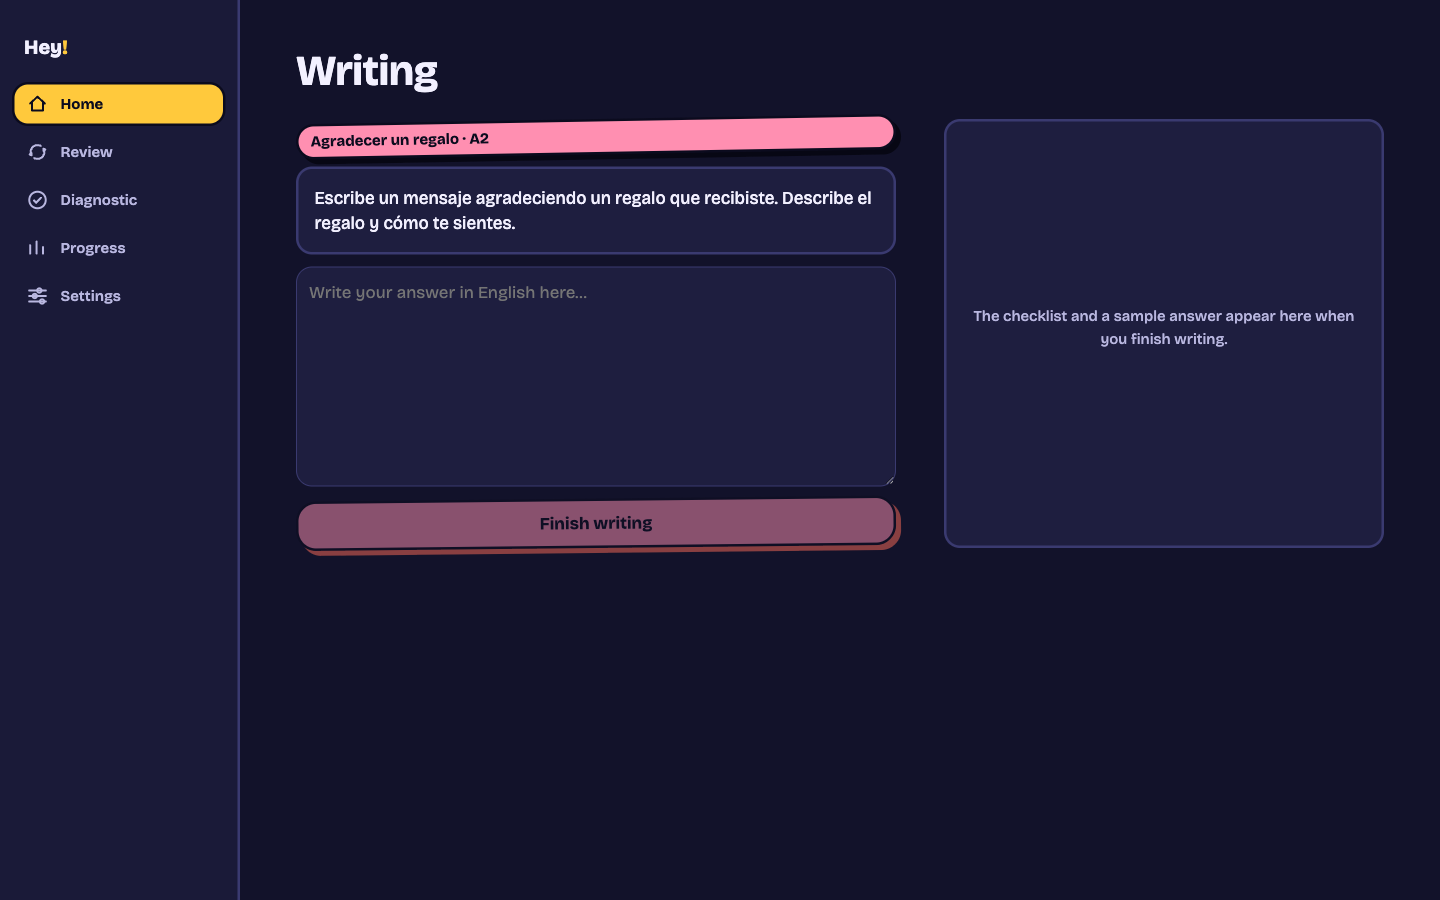 Hey!
Home
Review
Diagnostic
Progress
Settings
Writing
Agradecer un regalo · A2
Escribe un mensaje agradeciendo un regalo que recibiste. Describe el
regalo y cómo te sientes.
Write your answer in English here...
Finish writing
The checklist and a sample answer appear here when
you finish writing.